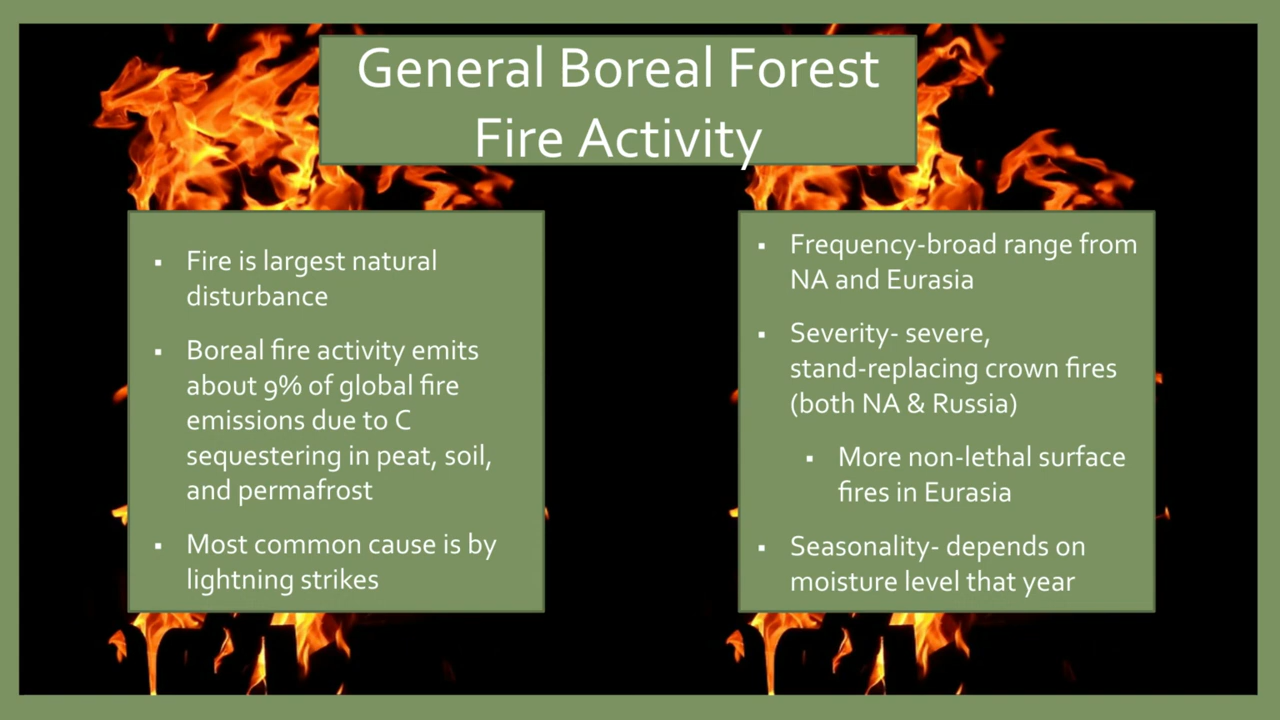 General Boreal Forest
Fire Activity
▪ Fire is largest natural
disturbance
▪ Boreal fire activity emits
about 9% of global fire
emissions due to C
sequestering in peat, soil,
and permafrost
▪ Most common cause is by
lightning strikes
▪ Frequency-broad range from
NA and Eurasia
▪ Severity- severe,
stand-replacing crown fires
(both NA & Russia)
▪ More non-lethal surface
fires in Eurasia
▪ Seasonality- depends on
moisture level that year